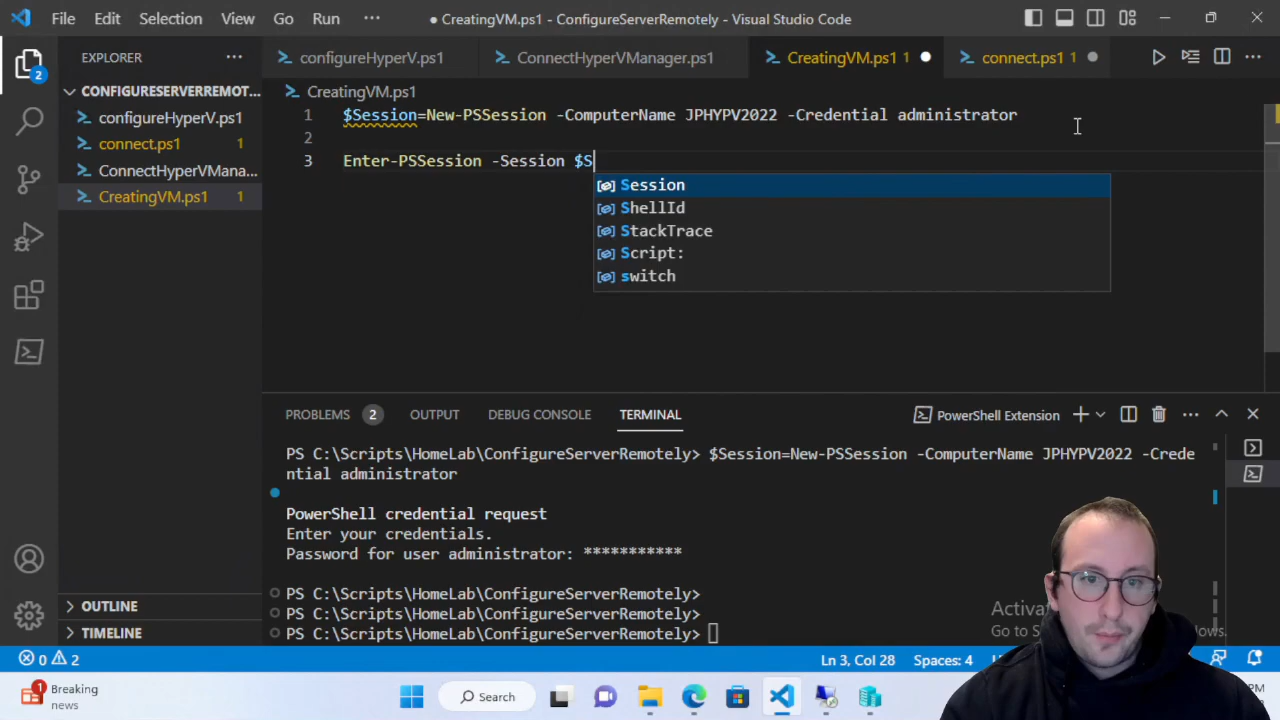 File Edit Selection View Go Run ··· ● CreatingVM.ps1 - ConfigureServerRemotely - Visual Studio Code
EXPLORER ···
configureHyperV.ps1 ConnectHyperVManager.ps1 CreatingVM.ps1 1 ● connect.ps1 1 ●
CONFIGURESERVERREMOT...
configureHyperV.ps1
connect.ps1 1
ConnectHyperVMana...
CreatingVM.ps1 1
OUTLINE
TIMELINE
2
CreatingVM.ps1
1 $Session=New-PSSession -ComputerName JPHYPV2022 -Credential administrator
2
3 Enter-PSSession -Session $S
Session
ShellId
StackTrace
Script:
switch
PROBLEMS 2 OUTPUT DEBUG CONSOLE TERMINAL PowerShell Extension
PS C:\Scripts\HomeLab\ConfigureServerRemotely> $Session=New-PSSession -ComputerName JPHYPV2022 -Crede
ntial administrator
PowerShell credential request
Enter your credentials.
Password for user administrator: ***********
PS C:\Scripts\HomeLab\ConfigureServerRemotely>
PS C:\Scripts\HomeLab\ConfigureServerRemotely>
PS C:\Scripts\HomeLab\ConfigureServerRemotely>
Go to
0 2 Ln 3, Col 28 Spaces: 4
1 Breaking
news
Search